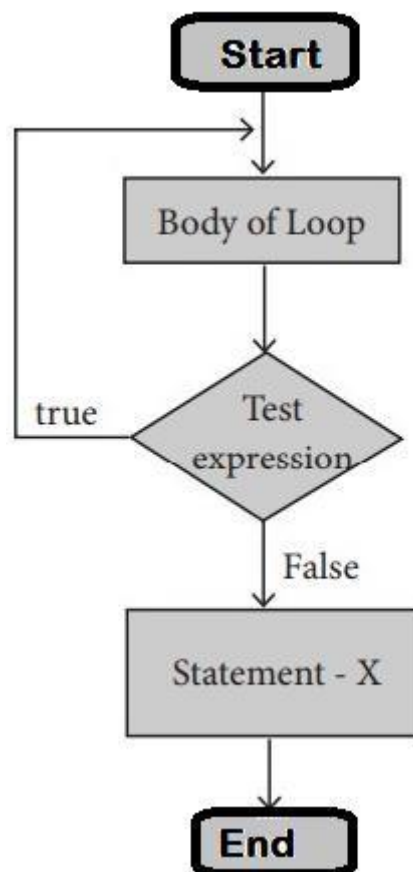 Start
Body of Loop
Test
expression
true
False
Statement - X
End